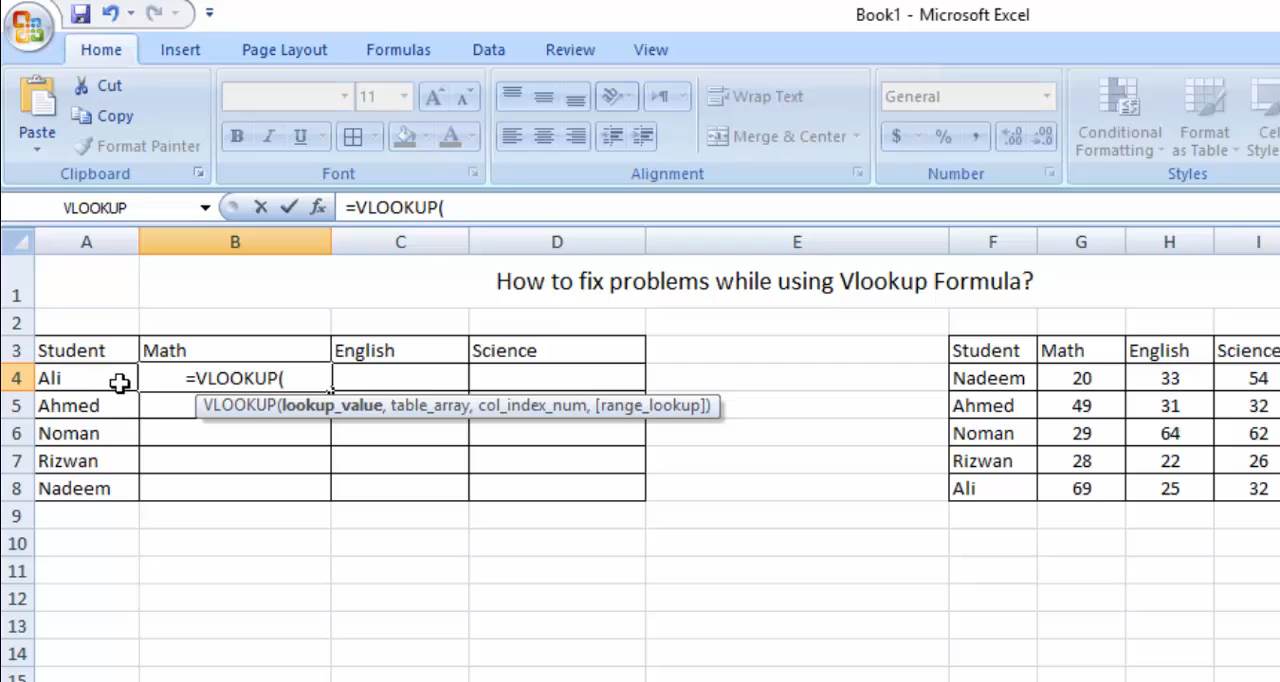 Book1 - Microsoft Excel
Home Insert Page Layout Formulas Data Review View
Paste Cut Copy Format Painter
11
B I U A
Wrap Text
Merge & Center
General
$ % ,
Conditional Formatting
Format as Table
Clipboard Font Alignment Number Styles
VLOOKUP fx =VLOOKUP(
A B C D E F G H I
1 How to fix problems while using Vlookup Formula?
2
3 Student Math English Science Student Math English Science
4 Ali =VLOOKUP( Nadeem 20 33 54
VLOOKUP(lookup_value, table_array, col_index_num, [range_lookup])
5 Ahmed Ahmed 49 31 32
6 Noman Noman 29 64 62
7 Rizwan Rizwan 28 22 26
8 Nadeem Ali 69 25 32
9
10
11
12
13
14
15